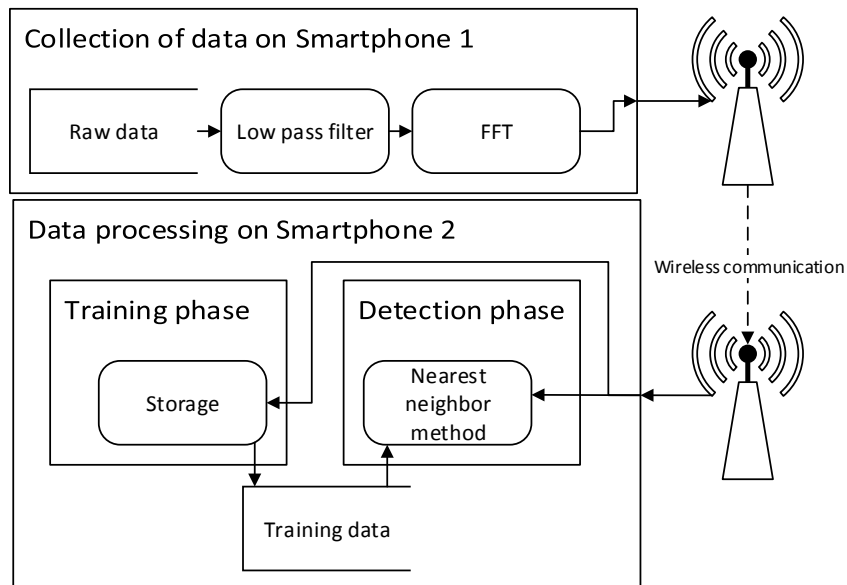 Collection of data on Smartphone 1
Raw data
Low pass filter
FFT
Data processing on Smartphone 2
Wireless communication
Training phase
Detection phase
Storage
Nearest
neighbor
method
Training data